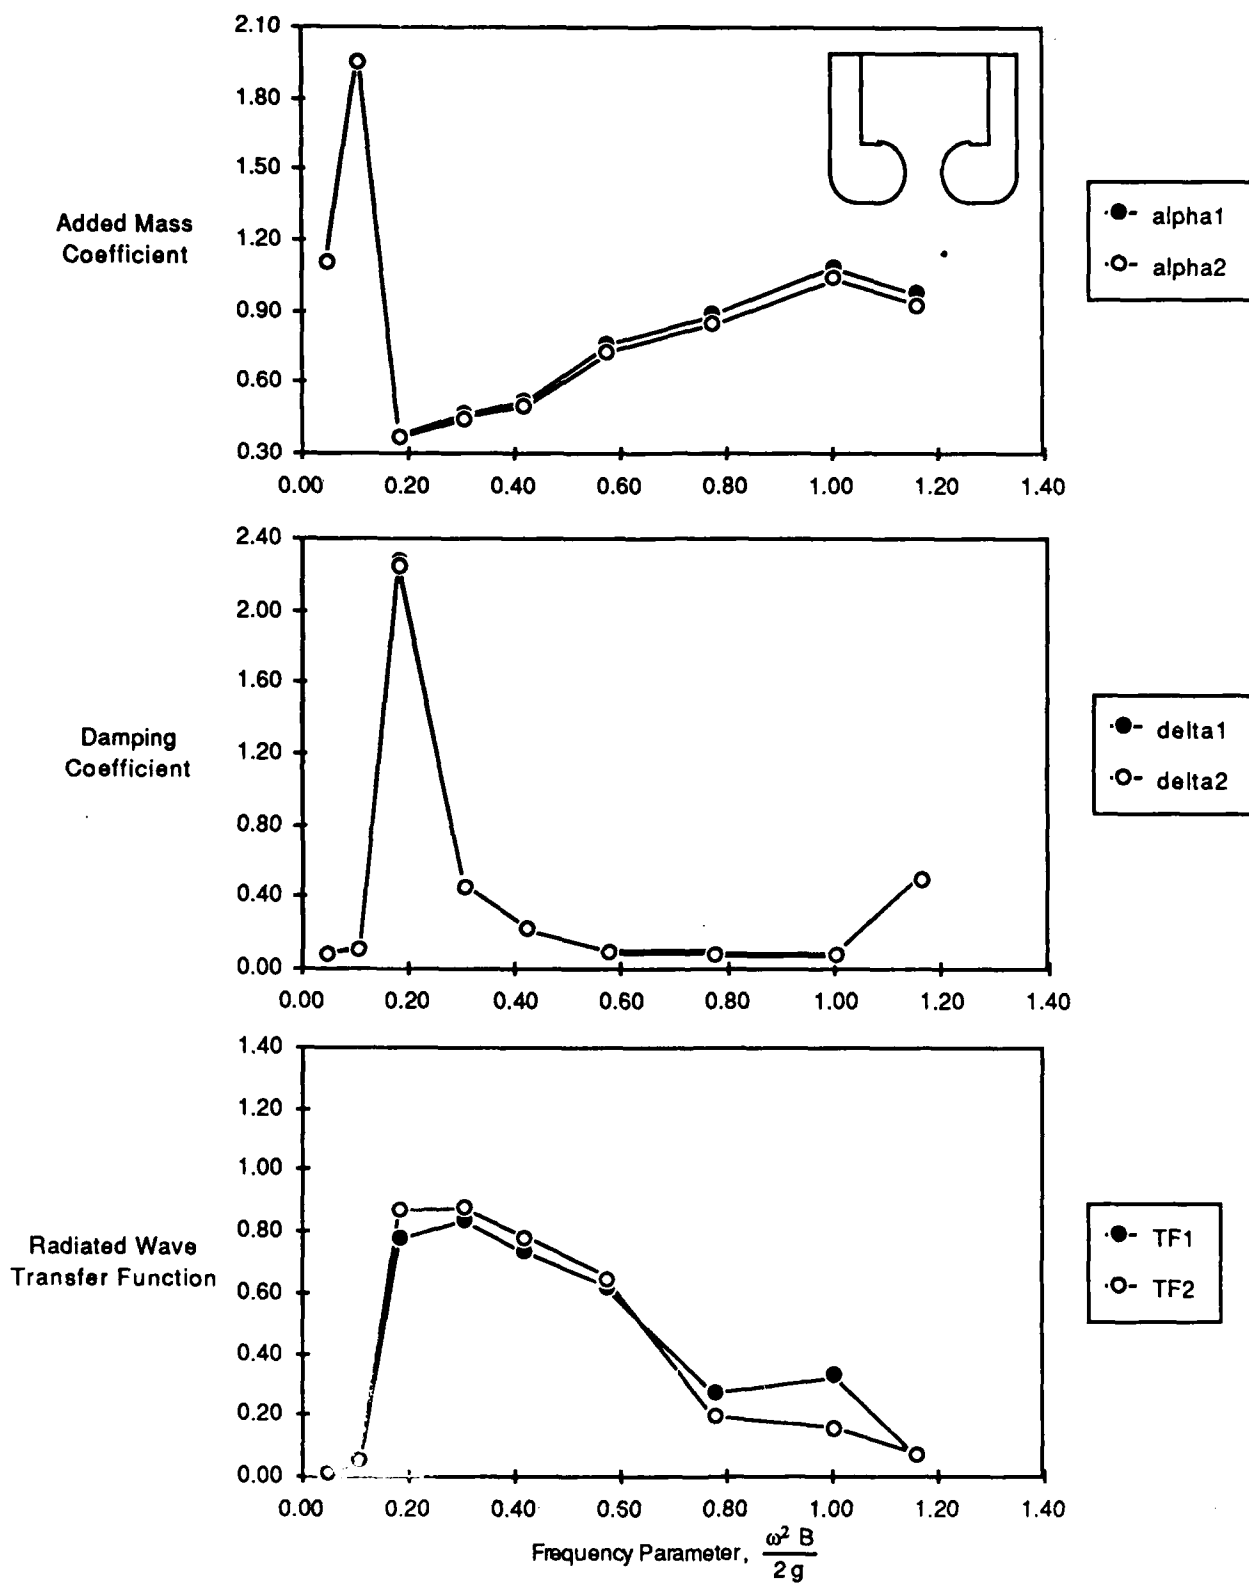 2.10
1.80
1.50
Added Mass
Coefficient
1.20
0.90
0.60
0.30
0.00 0.20 0.40 0.60 0.80 1.00 1.20 1.40
alpha1
alpha2
2.40
2.00
1.60
Damping
Coefficient
1.20
0.80
0.40
0.00
0.00 0.20 0.40 0.60 0.80 1.00 1.20 1.40
delta1
delta2
1.40
1.20
1.00
0.80
Radiated Wave
Transfer Function
0.60
0.40
0.20
0.00
0.00 0.20 0.40 0.60 0.80 1.00 1.20 1.40
TF1
TF2
Frequency Parameter, ω² B
2 g